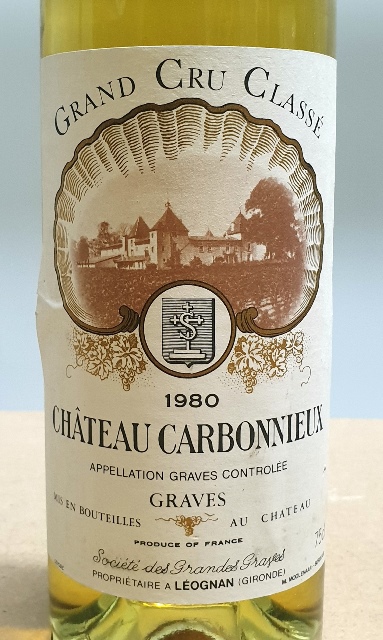 GRAND CRU CLASSÉ
1980
CHÂTEAU CARBONNIEUX
APPELLATION GRAVES CONTROLÉE
GRAVES
MIS EN BOUTEILLES AU CHATEAU
PRODUCE OF FRANCE
Société des Grandes Graves
PROPRIÉTAIRE A LÉOGNAN (GIRONDE)